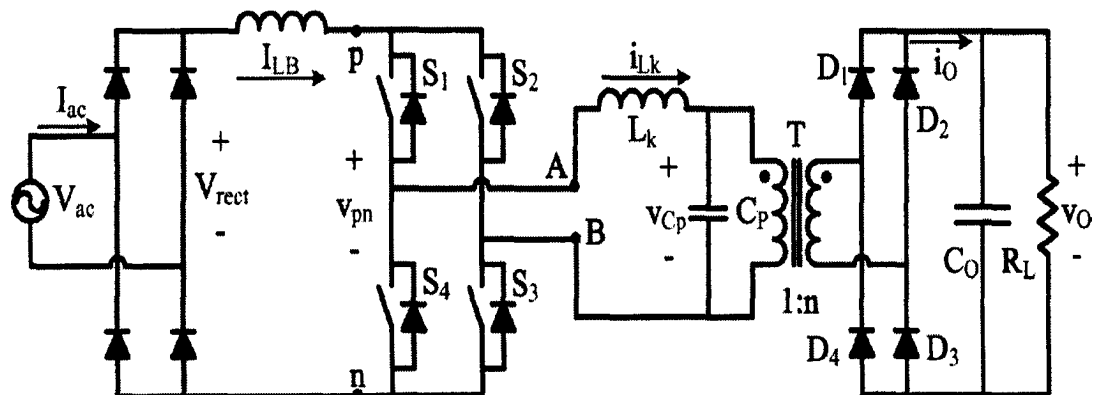 I_LB
p
S_1
S_2
i_Lk
D_1
i_O
I_ac
+
V_rect
-
V_ac
+
v_pn
-
A
L_k
+
v_Cp
-
C_P
T
D_2
+
v_O
-
B
C_O
R_L
S_4
S_3
1:n
D_4
D_3
n